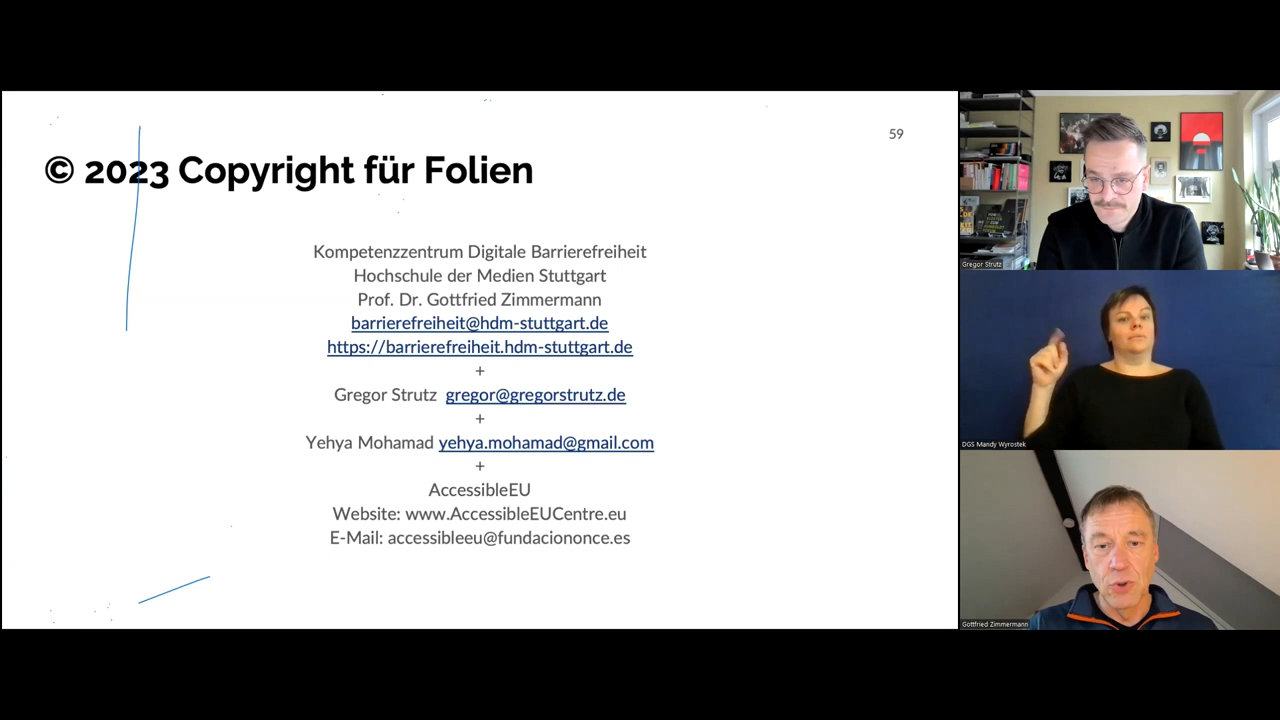 59
© 2023 Copyright für Folien
Kompetenzzentrum Digitale Barrierefreiheit
Hochschule der Medien Stuttgart
Prof. Dr. Gottfried Zimmermann
barrierefreiheit@hdm-stuttgart.de
https://barrierefreiheit.hdm-stuttgart.de
+
Gregor Strutz gregor@gregorstrutz.de
+
Yehya Mohamad yehya.mohamad@gmail.com
+
AccessibleEU
Website: www.AccessibleEUCentre.eu
E-Mail: accessibleeu@fundaciononce.es
Gregor Strutz
DGS Mandy Wyrostek
Gottfried Zimmermann